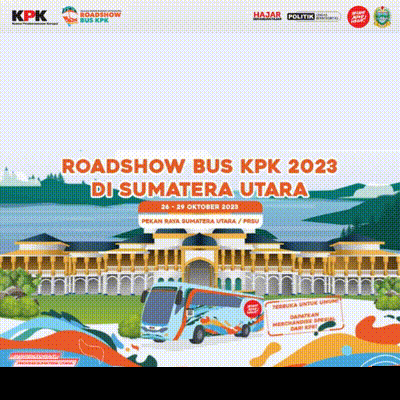 KPK
ROADSHOW
BUS KPK
HAJAR
POLITIK
ROADSHOW BUS KPK 2023
DI SUMATERA UTARA
26 - 29 OKTOBER 2023
PEKAN RAYA SUMATERA UTARA / PRSU
TERBUKA UNTUK UMUM!
DAPATKAN
MERCHANDISE SPESIAL
DARI KPK!